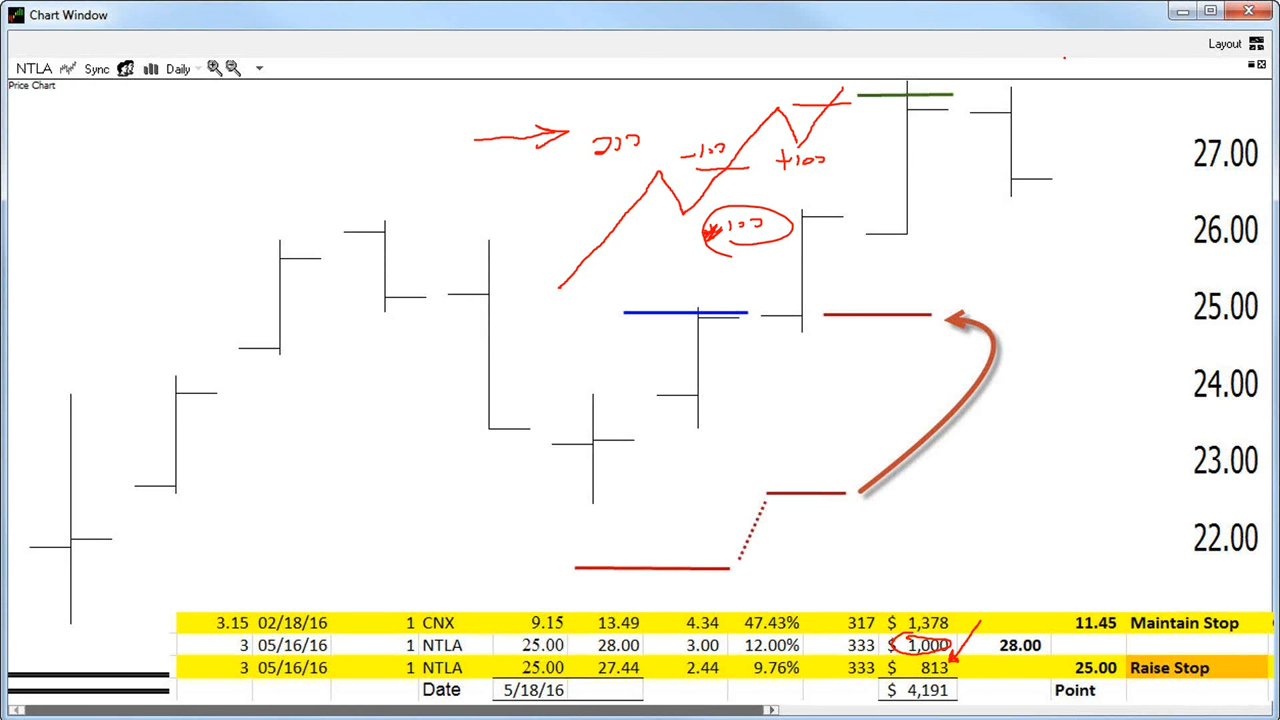 Chart Window
Layout
NTLA Sync Daily
Price Chart
-100
+100
100
27.00
26.00
25.00
24.00
23.00
22.00
3.15 02/18/16 1 CNX 9.15 13.49 4.34 47.43% 317 $ 1,378 11.45 Maintain Stop
3 05/16/16 1 NTLA 25.00 28.00 3.00 12.00% 333 $ 1,000 28.00
3 05/16/16 1 NTLA 25.00 27.44 2.44 9.76% 333 $ 813 25.00 Raise Stop
Date 5/18/16 $ 4,191 Point